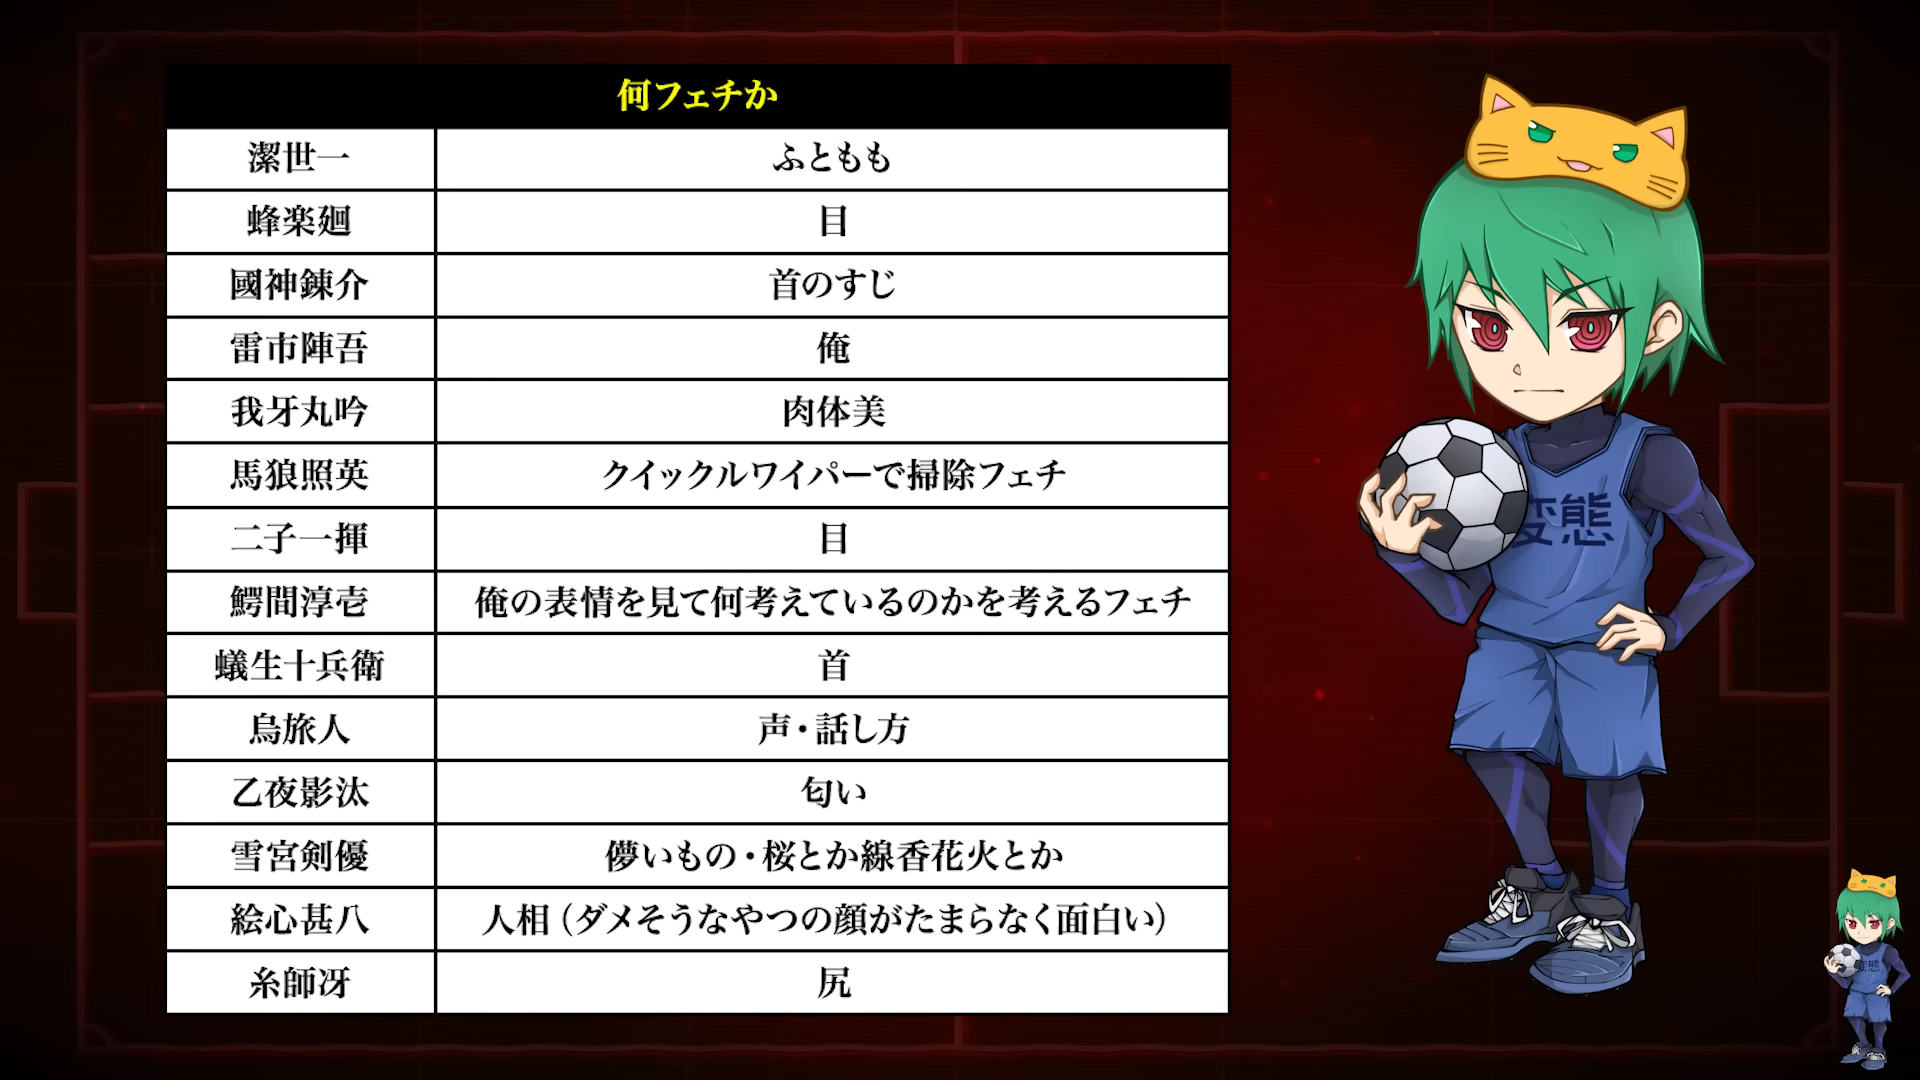 何フェチか
潔世一 ふともも
蜂楽廻 目
國神錬介 首のすじ
雷市陣吾 俺
我牙丸吟 肉体美
馬狼照英 クイックルワイパーで掃除フェチ
二子一揮 目
鰐間淳壱 俺の表情を見て何考えているのかを考えるフェチ
蟻生十兵衛 首
烏旅人 声・話し方
乙夜影汰 匂い
雪宮剣優 儚いもの・桜とか線香花火とか
絵心甚八 人相（ダメそうなやつの顔がたまらなく面白い）
糸師冴 尻
変態
変態